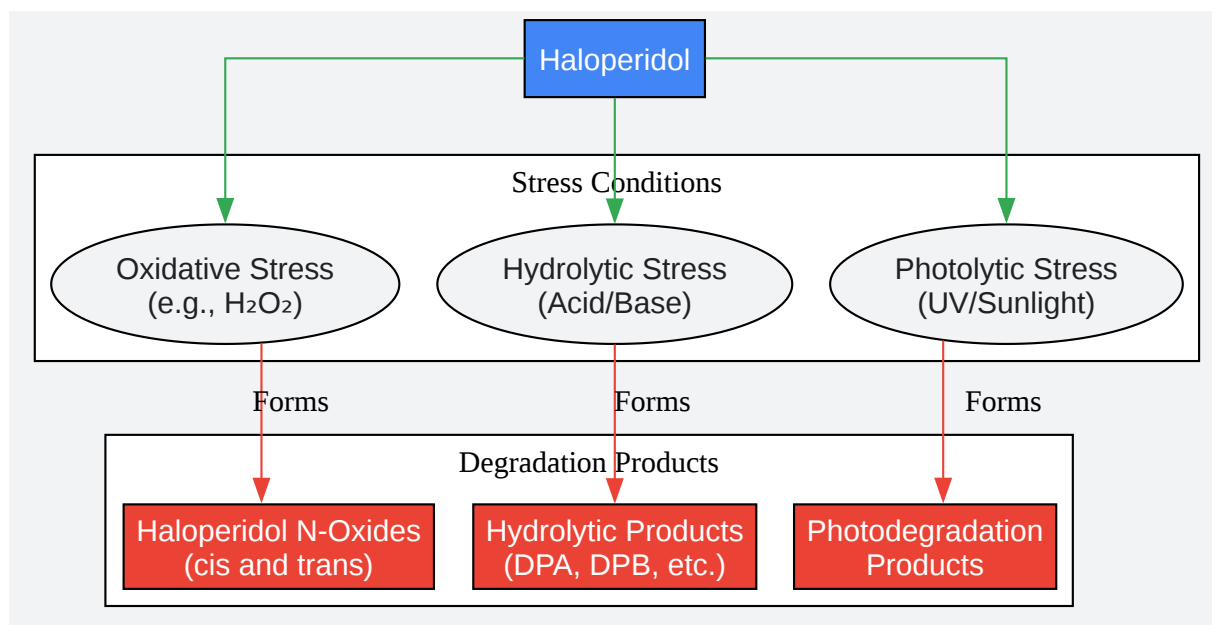 Haloperidol
Stress Conditions
Oxidative Stress
(e.g., H₂O₂)
Hydrolytic Stress
(Acid/Base)
Photolytic Stress
(UV/Sunlight)
Forms
Forms
Forms
Degradation Products
Haloperidol N-Oxides
(cis and trans)
Hydrolytic Products
(DPA, DPB, etc.)
Photodegradation
Products